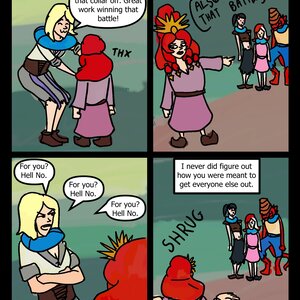 that collar off. Great
work winning that
battle!
THX
ALSO
THAT
For you?
Hell No.
For you?
Hell No.
For you?
Hell No.
I never did figure out
how you were meant to
get everyone else out.
SHRUG